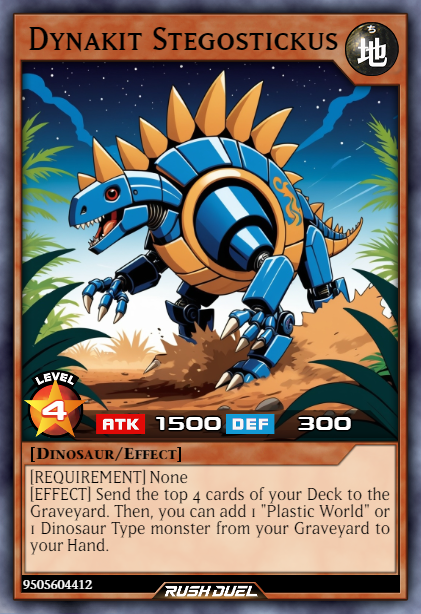 Dynakit Stegostickus
ち
地
LEVEL
4
ATK 1500 DEF 300
[Dinosaur/Effect]
[REQUIREMENT] None
[EFFECT] Send the top 4 cards of your Deck to the
Graveyard. Then, you can add 1 "Plastic World" or
1 Dinosaur Type monster from your Graveyard to
your Hand.
9505604412
RUSH DUEL